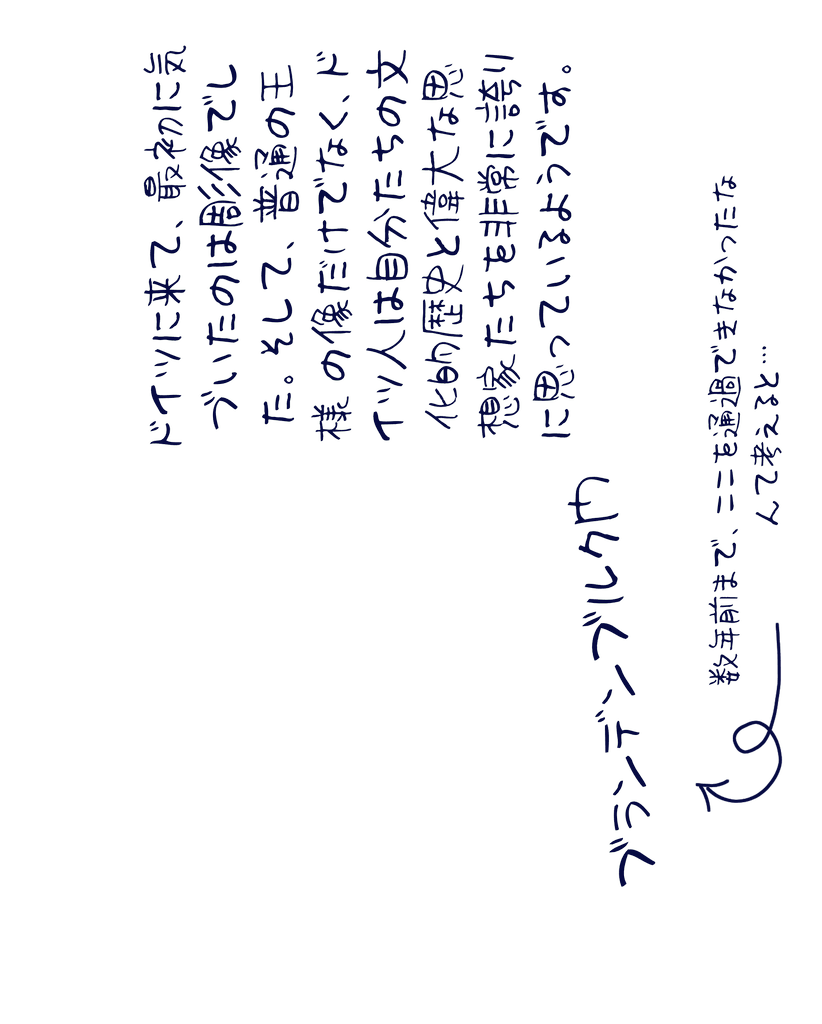 ドイツに来て、最初に気
づいたのは彫像でし
た。そして、普通の王
様の像だけでなく、ド
イツ人は自分たちの文
化的歴史と偉大な思
想家たちを非常に誇り
に思っているようです。
ブランデンブルク門
数年前まで、ここを通過できなかったな
んて考えると…